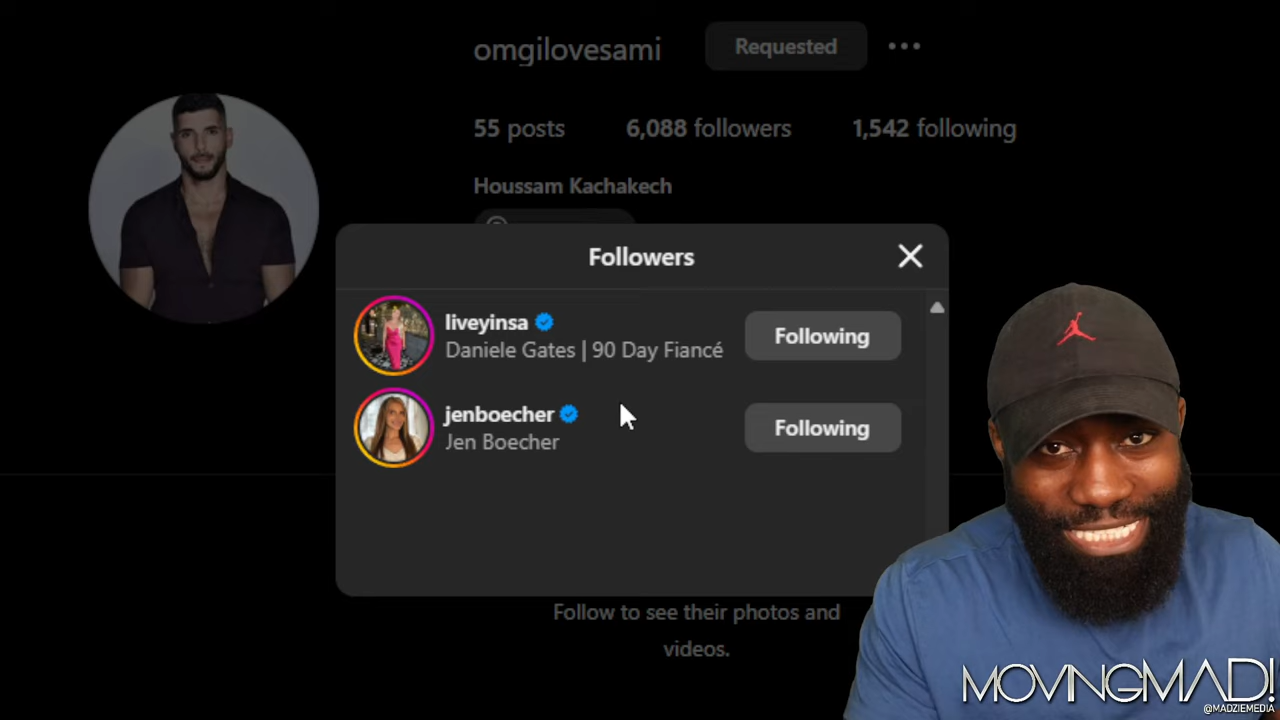 omgilovesami Requested
55 posts 6,088 followers 1,542 following
Houssam Kachakech
Followers
liveyinsa
Daniele Gates | 90 Day Fiancé
Following
jenboecher
Jen Boecher
Following
Follow to see their photos and
videos.
MOVINGMAD!
@MADZIEMEDIA